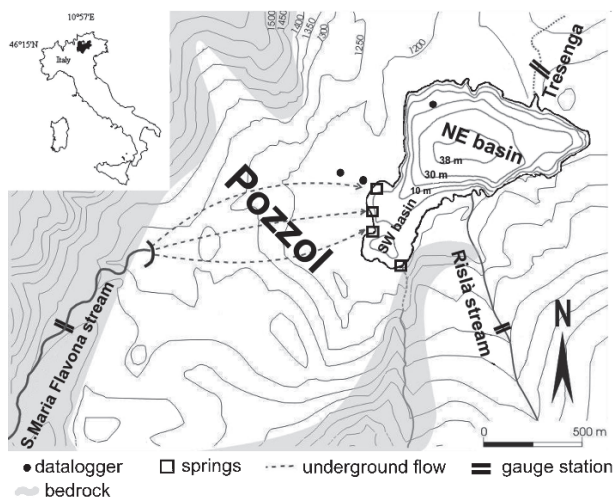 10°57'E
46°15'N
Italy
1500
1450
1400
1350
1300
1250
1200
Tresenga
NE basin
38 m
30 m
10 m
SW basin
Pozzol
S.Maria Flavona stream
Rislà stream
N
0 500 m
datalogger
springs
underground flow
gauge station
bedrock